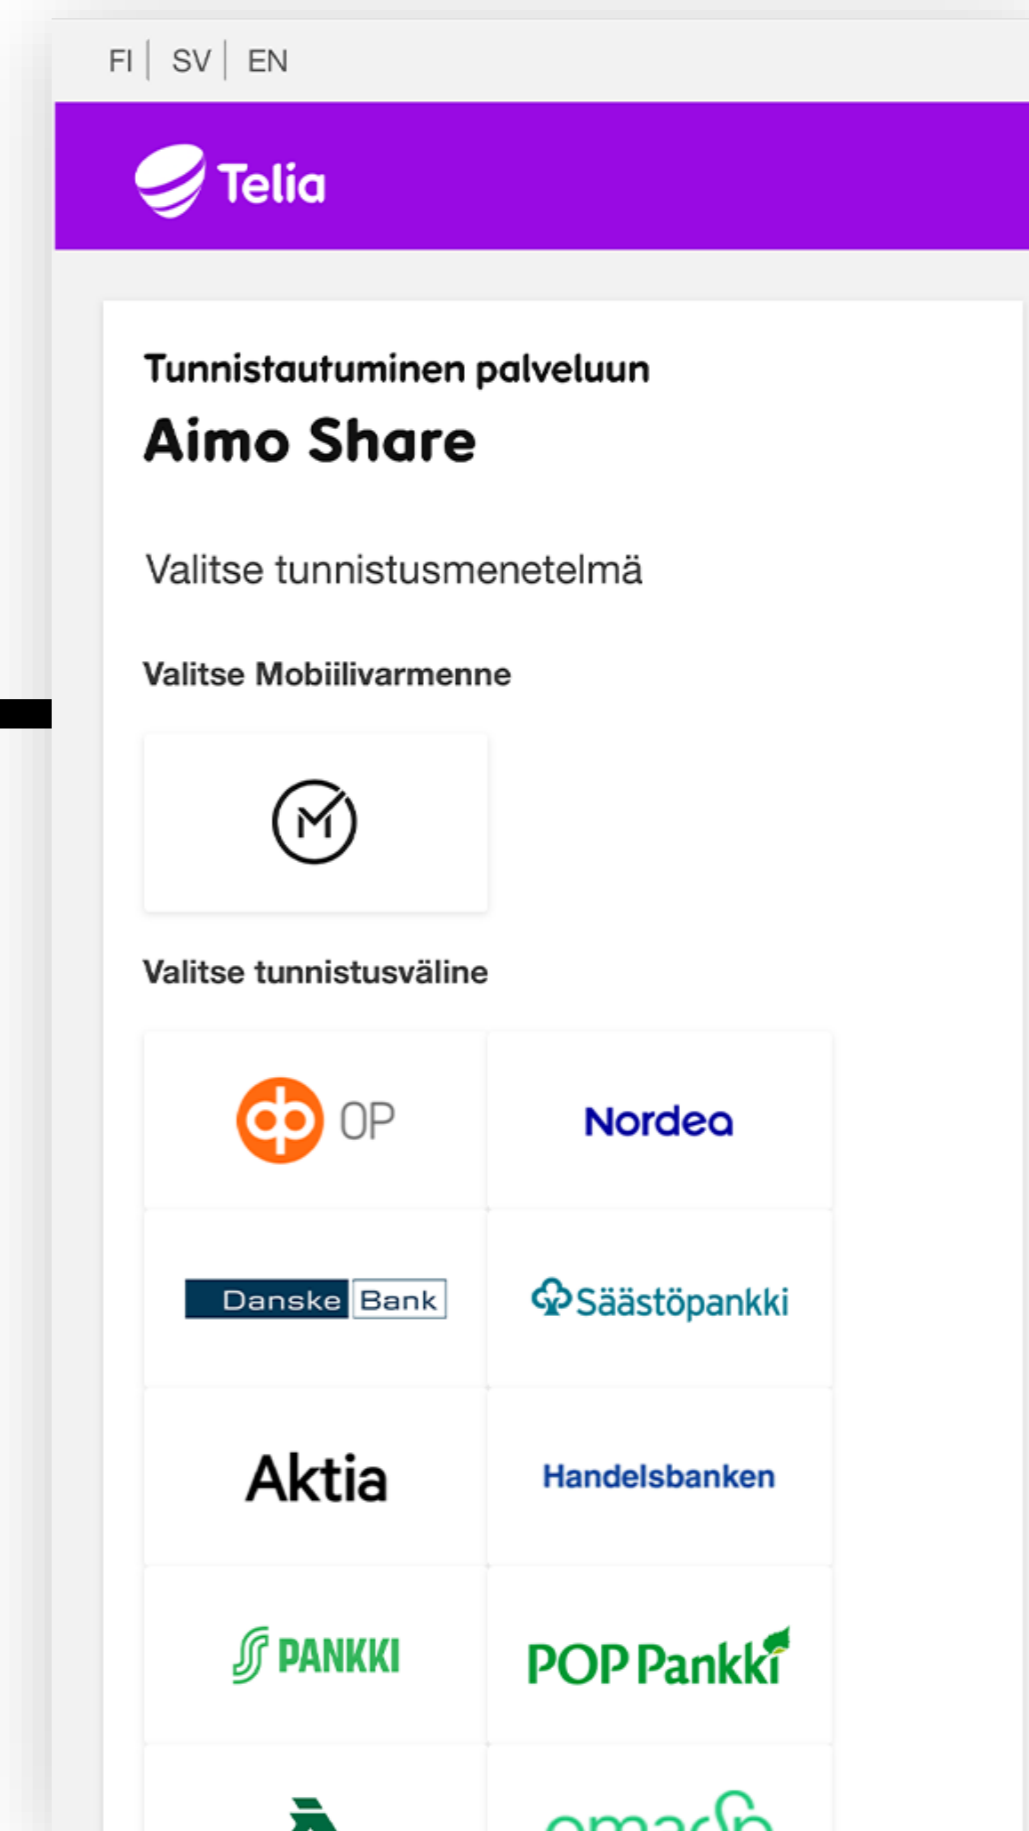 FI | SV | EN
Telia
Tunnistautuminen palveluun
Aimo Share
Valitse tunnistusmenetelmä
Valitse Mobiilivarmenne
M
Valitse tunnistusväline
OP Nordea
Danske Bank Säästöpankki
Aktia Handelsbanken
S PANKKI POP Pankki